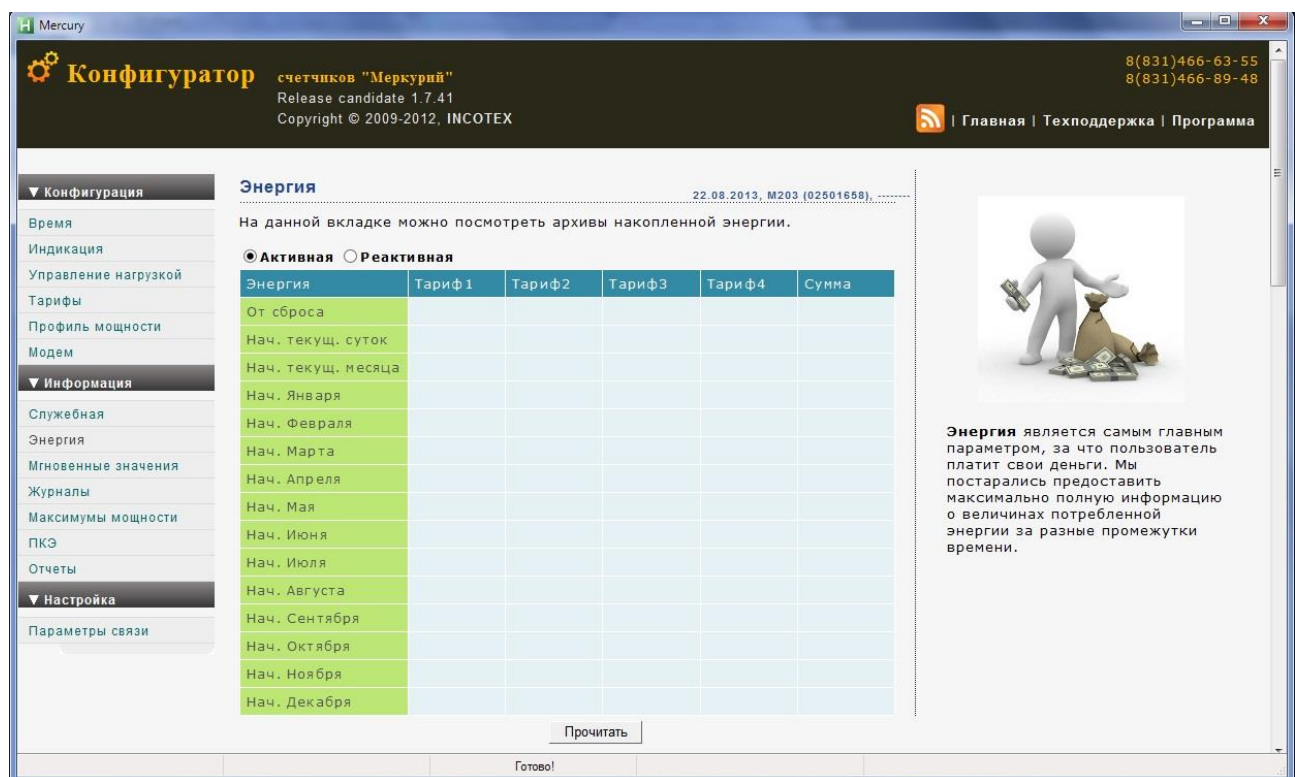 Mercury
Конфигуратор
счетчиков "Меркурий"
Release candidate 1.7.41
Copyright © 2009-2012, INCOTEX
8(831)466-63-55
8(831)466-89-48
| Главная | Техподдержка | Программа
▼ Конфигурация
Время
Индикация
Управление нагрузкой
Тарифы
Профиль мощности
Модем
▼ Информация
Служебная
Энергия
Мгновенные значения
Журналы
Максимумы мощности
ПКЭ
Отчеты
▼ Настройка
Параметры связи
Энергия
22.08.2013, М203 (02501658), --------
На данной вкладке можно посмотреть архивы накопленной энергии.
Активная Реактивная
Энергия Тариф1 Тариф2 Тариф3 Тариф4 Сумма
От сброса
Нач. текущ. суток
Нач. текущ. месяца
Нач. Января
Нач. Февраля
Нач. Марта
Нач. Апреля
Нач. Мая
Нач. Июня
Нач. Июля
Нач. Августа
Нач. Сентября
Нач. Октября
Нач. Ноября
Нач. Декабря
Прочитать
Энергия является самым главным
параметром, за что пользователь
платит свои деньги. Мы
постарались предоставить
максимально полную информацию
о величинах потребленной
энергии за разные промежутки
времени.
Готово!